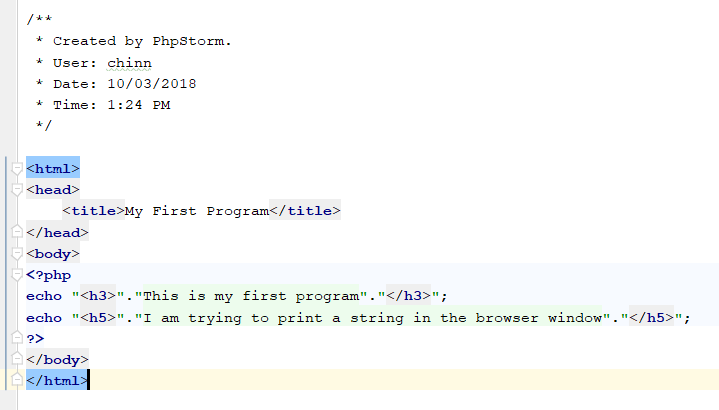 /**
 * Created by PhpStorm.
 * User: chinn
 * Date: 10/03/2018
 * Time: 1:24 PM
 */
<html>
<head>
    <title>My First Program</title>
</head>
<body>
<?php
echo "<h3>"."This is my first program"."</h3>";
echo "<h5>"."I am trying to print a string in the browser window"."</h5>";
?>
</body>
</html>